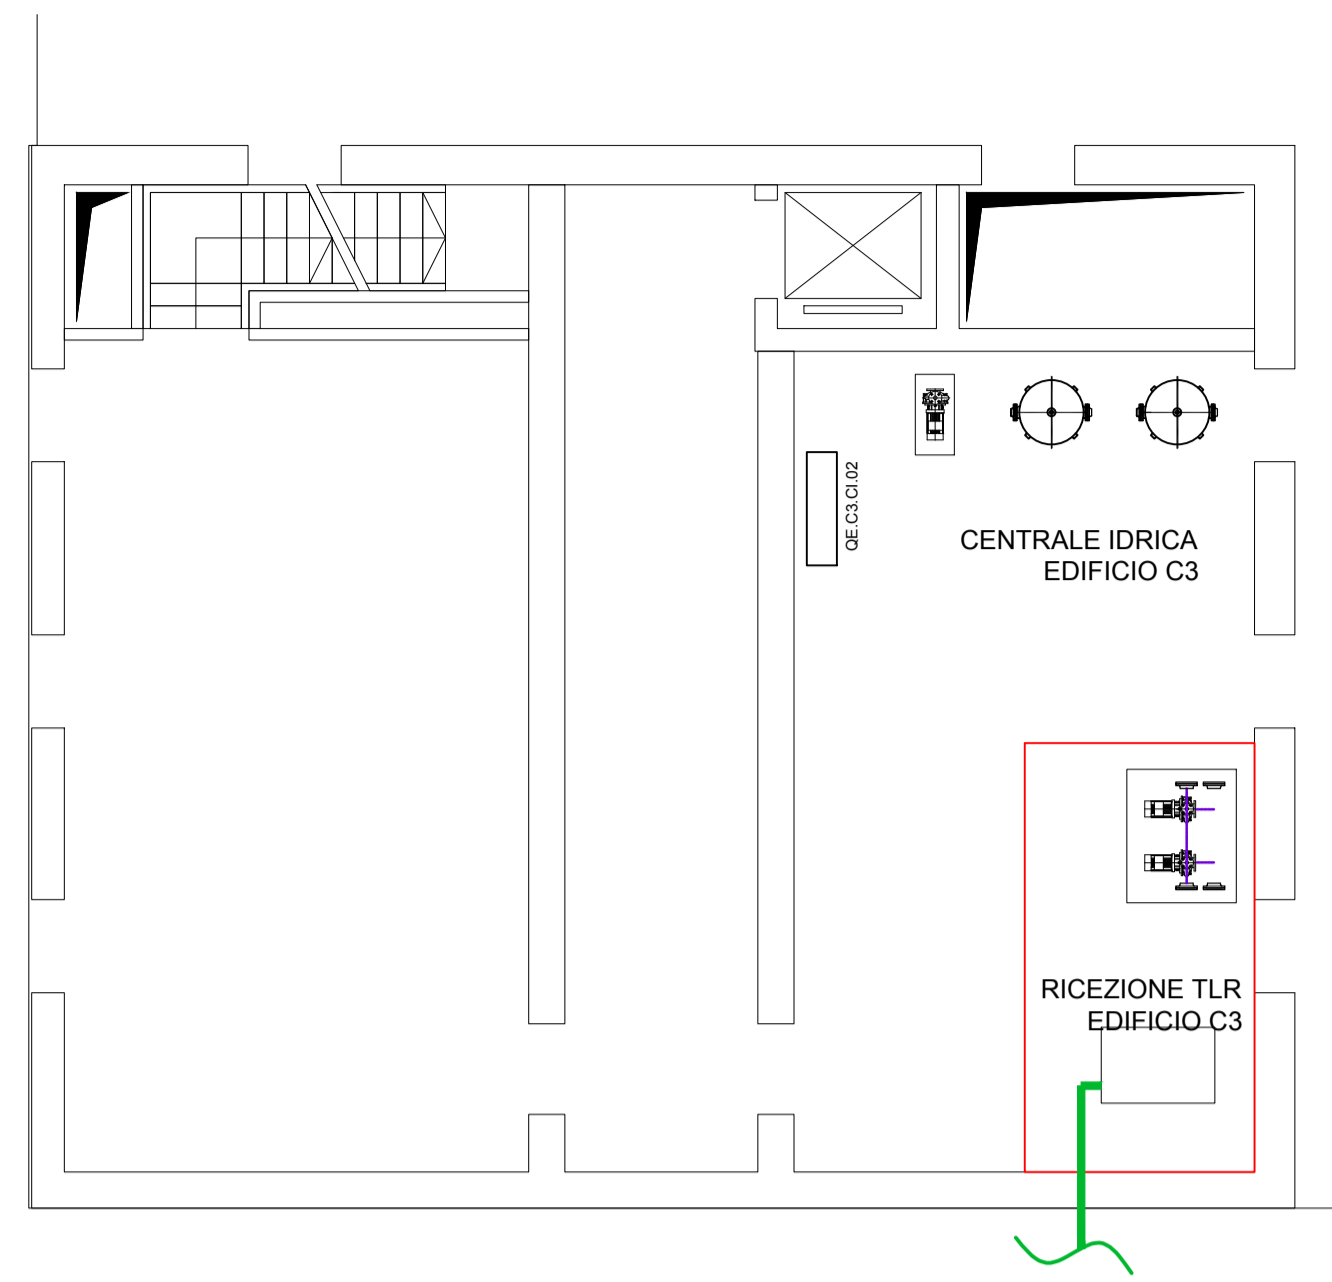 QE.C3.CI.02
CENTRALE IDRICA
EDIFICIO C3
RICEZIONE TLR
EDIFICIO C3